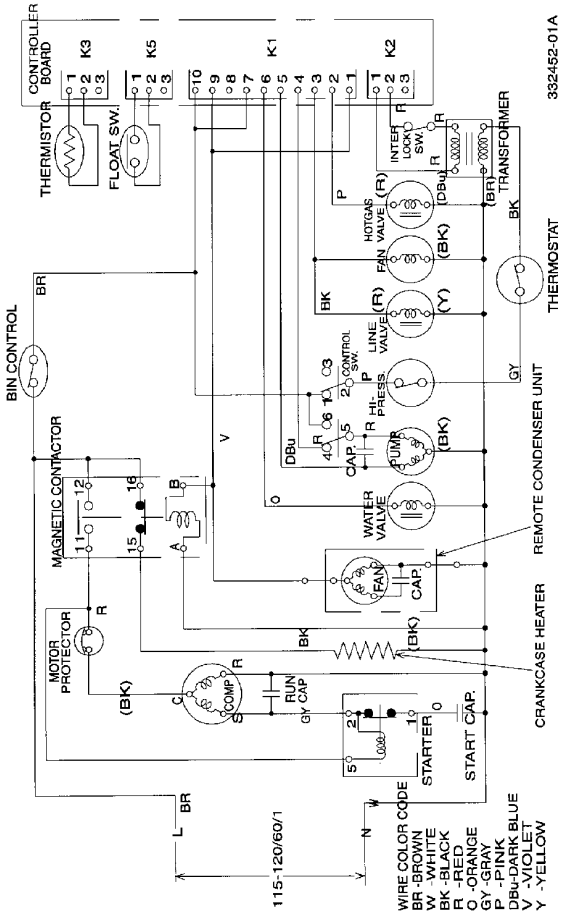 CONTROLLER
BOARD
K3
1
2
3
K5
1
2
3
K1
10
9
8
7
6
5
4
3
2
1
K2
1
2
3
332452-01A
THERMISTOR
FLOAT SW.
BIN CONTROL
BR
MAGNETIC CONTACTOR
11
12
15
16
A
B
MOTOR
PROTECTOR
R
(BK)
C
COMP
R
S
RUN
CAP
GY
2
5
1
STARTER
O
START CAP.
BK
(BK)
CRANKCASE HEATER
V
FAN
CAP.
REMOTE CONDENSER UNIT
O
WATER
VALVE
DBu
CAP.
R
4
6
5
R
PUMP
(BK)
1
3
2
CONTROL
SW.
P
HI-
PRESS.
GY
THERMOSTAT
BK
BK
LINE
VALVE
(R)
(Y)
FAN
VALVE
(BK)
P
HOTGAS
VALVE
(R)
INTER
LOCK
SW.
R
R
(DBu)
(BR)
TRANSFORMER
L
BR
115-120/60/1
N
W
WIRE COLOR CODE
BR -BROWN
W -WHITE
BK -BLACK
R -RED
O -ORANGE
GY -GRAY
P -PINK
DBu-DARK BLUE
V -VIOLET
Y -YELLOW